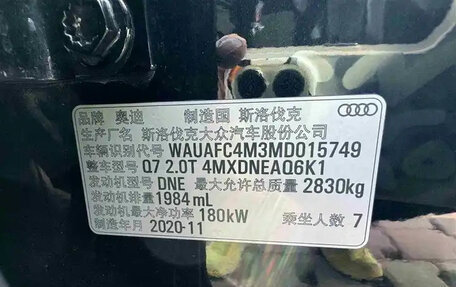 品牌 奥迪 制造国 斯洛伐克
生产厂名 斯洛伐克大众汽车股份公司
车辆识别代号 WAUAFC4M3MD015749
整车型号 Q7 2.0T 4MXDNEAQ6K1
发动机型号 DNE 最大允许总质量 2830kg
发动机排量 1984 mL
发动机最大净功率 180kW 乘坐人数 7
制造年月 2020-11